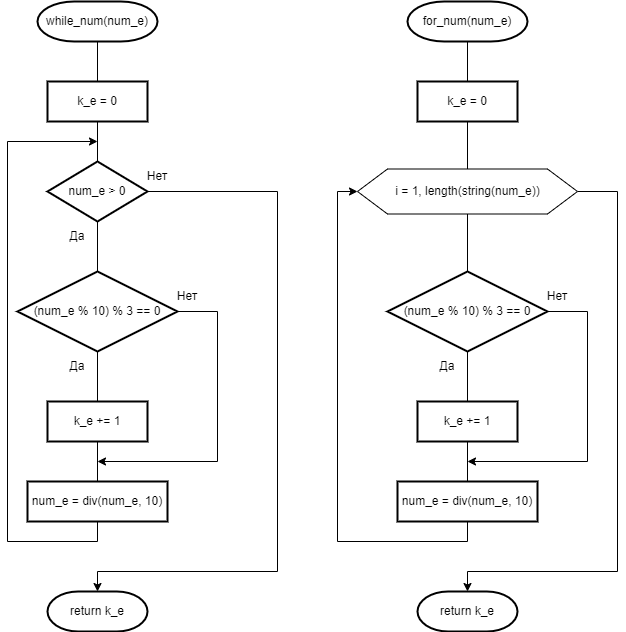 while_num(num_e)
k_e = 0
num_e > 0
Нет
Да
(num_e % 10) % 3 == 0
Нет
Да
k_e += 1
num_e = div(num_e, 10)
return k_e
for_num(num_e)
k_e = 0
i = 1, length(string(num_e))
(num_e % 10) % 3 == 0
Нет
Да
k_e += 1
num_e = div(num_e, 10)
return k_e